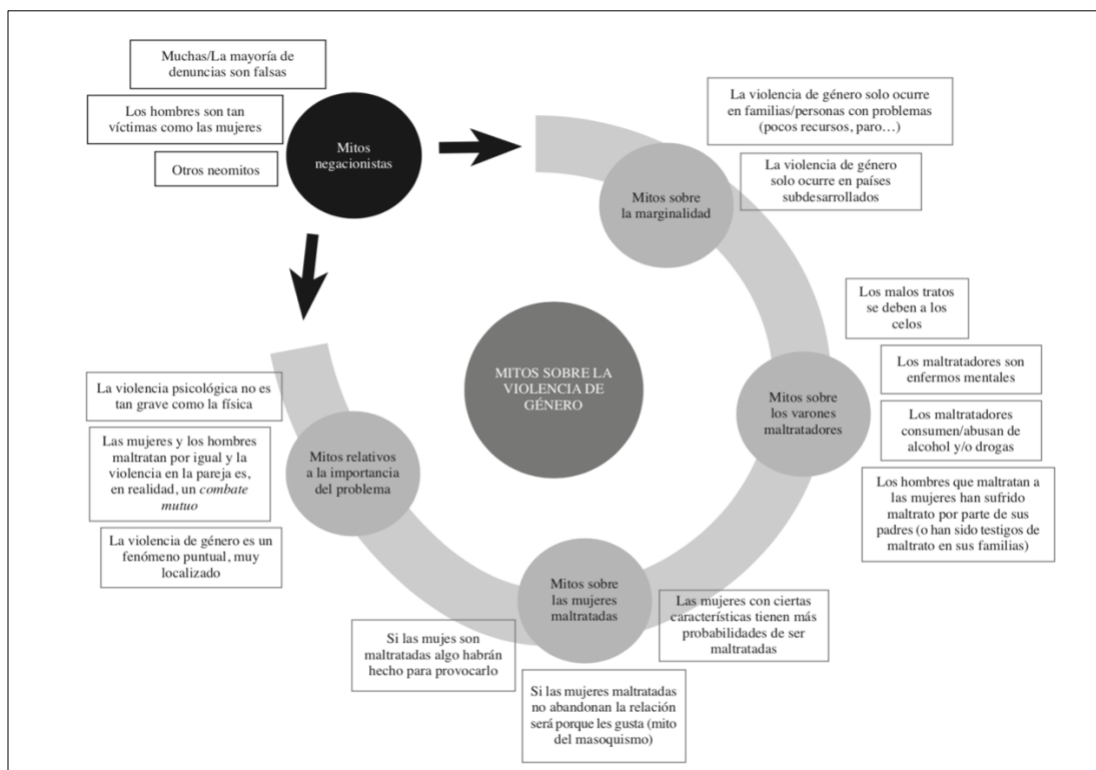 Muchas/La mayoría de
denuncias son falsas
Los hombres son tan
víctimas como las mujeres
Otros neomitos
Mitos
negacionistas
La violencia de género solo ocurre
en familias/personas con problemas
(pocos recursos, paro…)
La violencia de género
solo ocurre en países
subdesarrollados
Mitos sobre
la marginalidad
Los malos tratos
se deben a los
celos
Los maltratadores son
enfermos mentales
Los maltratadores
consumen/abusan de
alcohol y/o drogas
Los hombres que maltratan a
las mujeres han sufrido
maltrato por parte de sus
padres (o han sido testigos de
maltrato en sus familias)
Mitos sobre
los varones
maltratadores
MITOS SOBRE LA
VIOLENCIA DE
GÉNERO
La violencia psicológica no es
tan grave como la física
Las mujeres y los hombres
maltratan por igual y la
violencia en la pareja es,
en realidad, un combate
mutuo
La violencia de género es un
fenómeno puntual, muy
localizado
Mitos relativos
a la importancia
del problema
Mitos sobre
las mujeres
maltratadas
Las mujeres con ciertas
características tienen más
probabilidades de ser
maltratadas
Si las mujes son
maltratadas algo habrán
hecho para provocarlo
Si las mujeres maltratadas
no abandonan la relación
será porque les gusta (mito
del masoquismo)